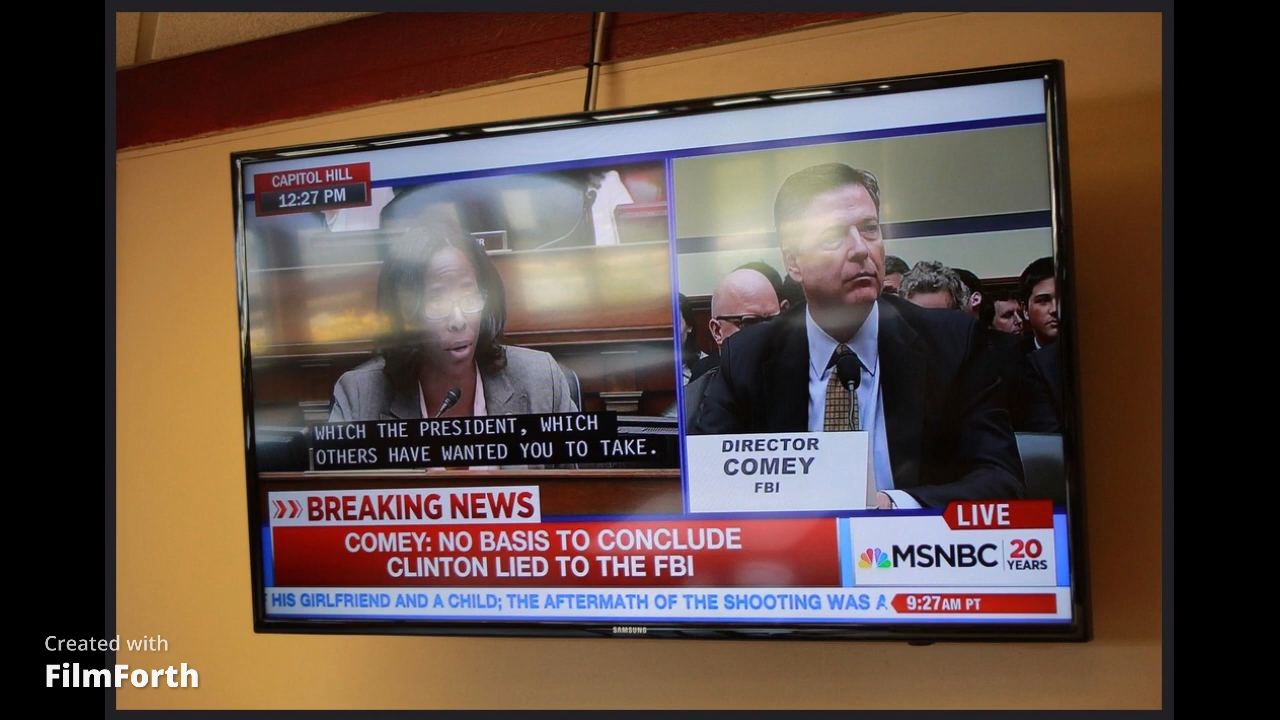 CAPITOL HILL
12:27 PM
WHICH THE PRESIDENT, WHICH
OTHERS HAVE WANTED YOU TO TAKE.
DIRECTOR
COMEY
FBI
BREAKING NEWS
COMEY: NO BASIS TO CONCLUDE
CLINTON LIED TO THE FBI
LIVE
MSNBC
20
YEARS
HIS GIRLFRIEND AND A CHILD; THE AFTERMATH OF THE SHOOTING WAS A
9:27AM PT
SAMSUNG
Created with
FilmForth